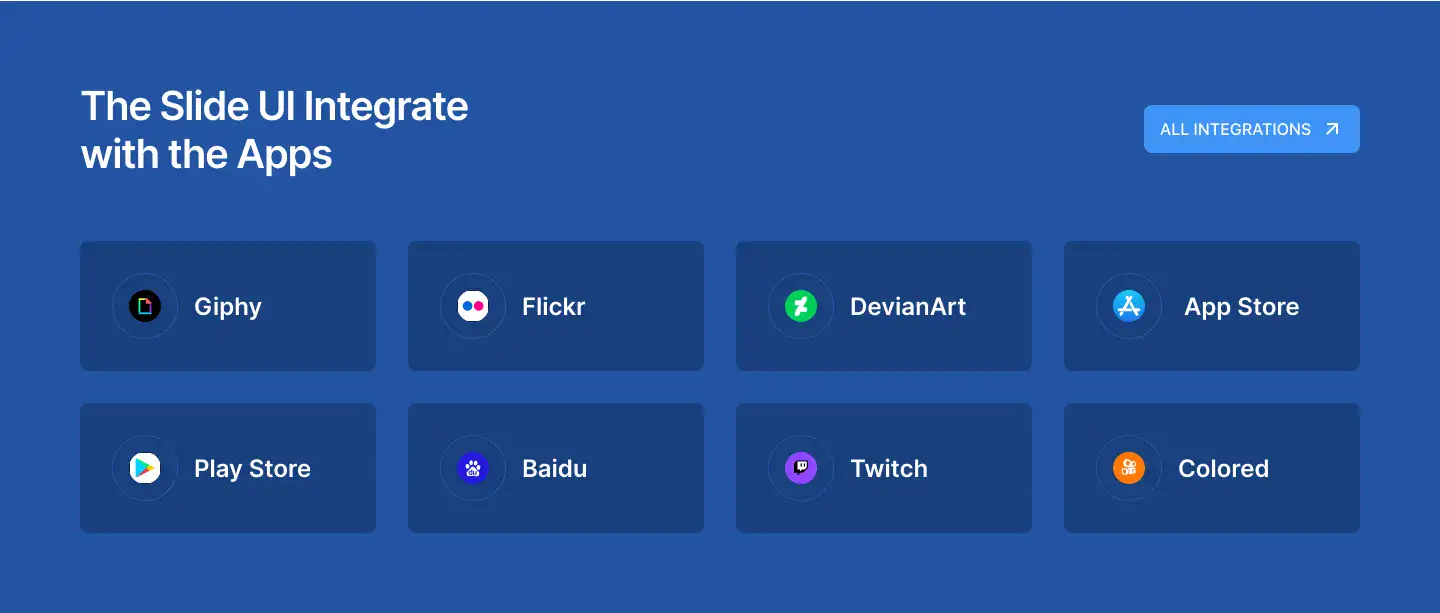 The Slide UI Integrate
with the Apps
ALL INTEGRATIONS
Giphy
Flickr
DevianArt
App Store
Play Store
Baidu
Twitch
Colored